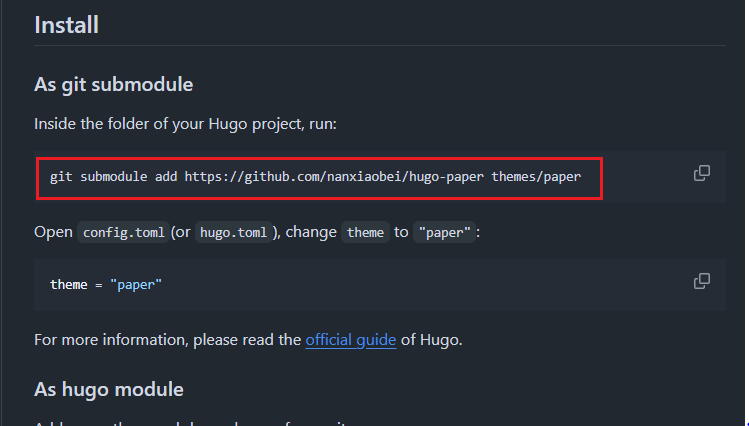 Install
As git submodule
Inside the folder of your Hugo project, run:
git submodule add https://github.com/nanxiaobei/hugo-paper themes/paper
Open config.toml (or hugo.toml), change theme to "paper":
theme = "paper"
For more information, please read the official guide of Hugo.
As hugo module